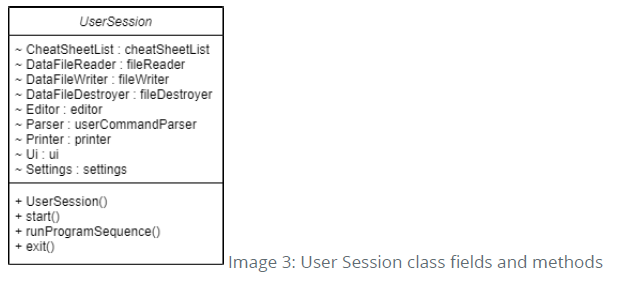 UserSession
~ CheatSheetList : cheatSheetList
~ DataFileReader : fileReader
~ DataFileWriter : fileWriter
~ DataFileDestroyer : fileDestroyer
~ Editor : editor
~ Parser : userCommandParser
~ Printer : printer
~ Ui : ui
~ Settings : settings
+ UserSession()
+ start()
+ runProgramSequence()
+ exit()
Image 3: User Session class fields and methods